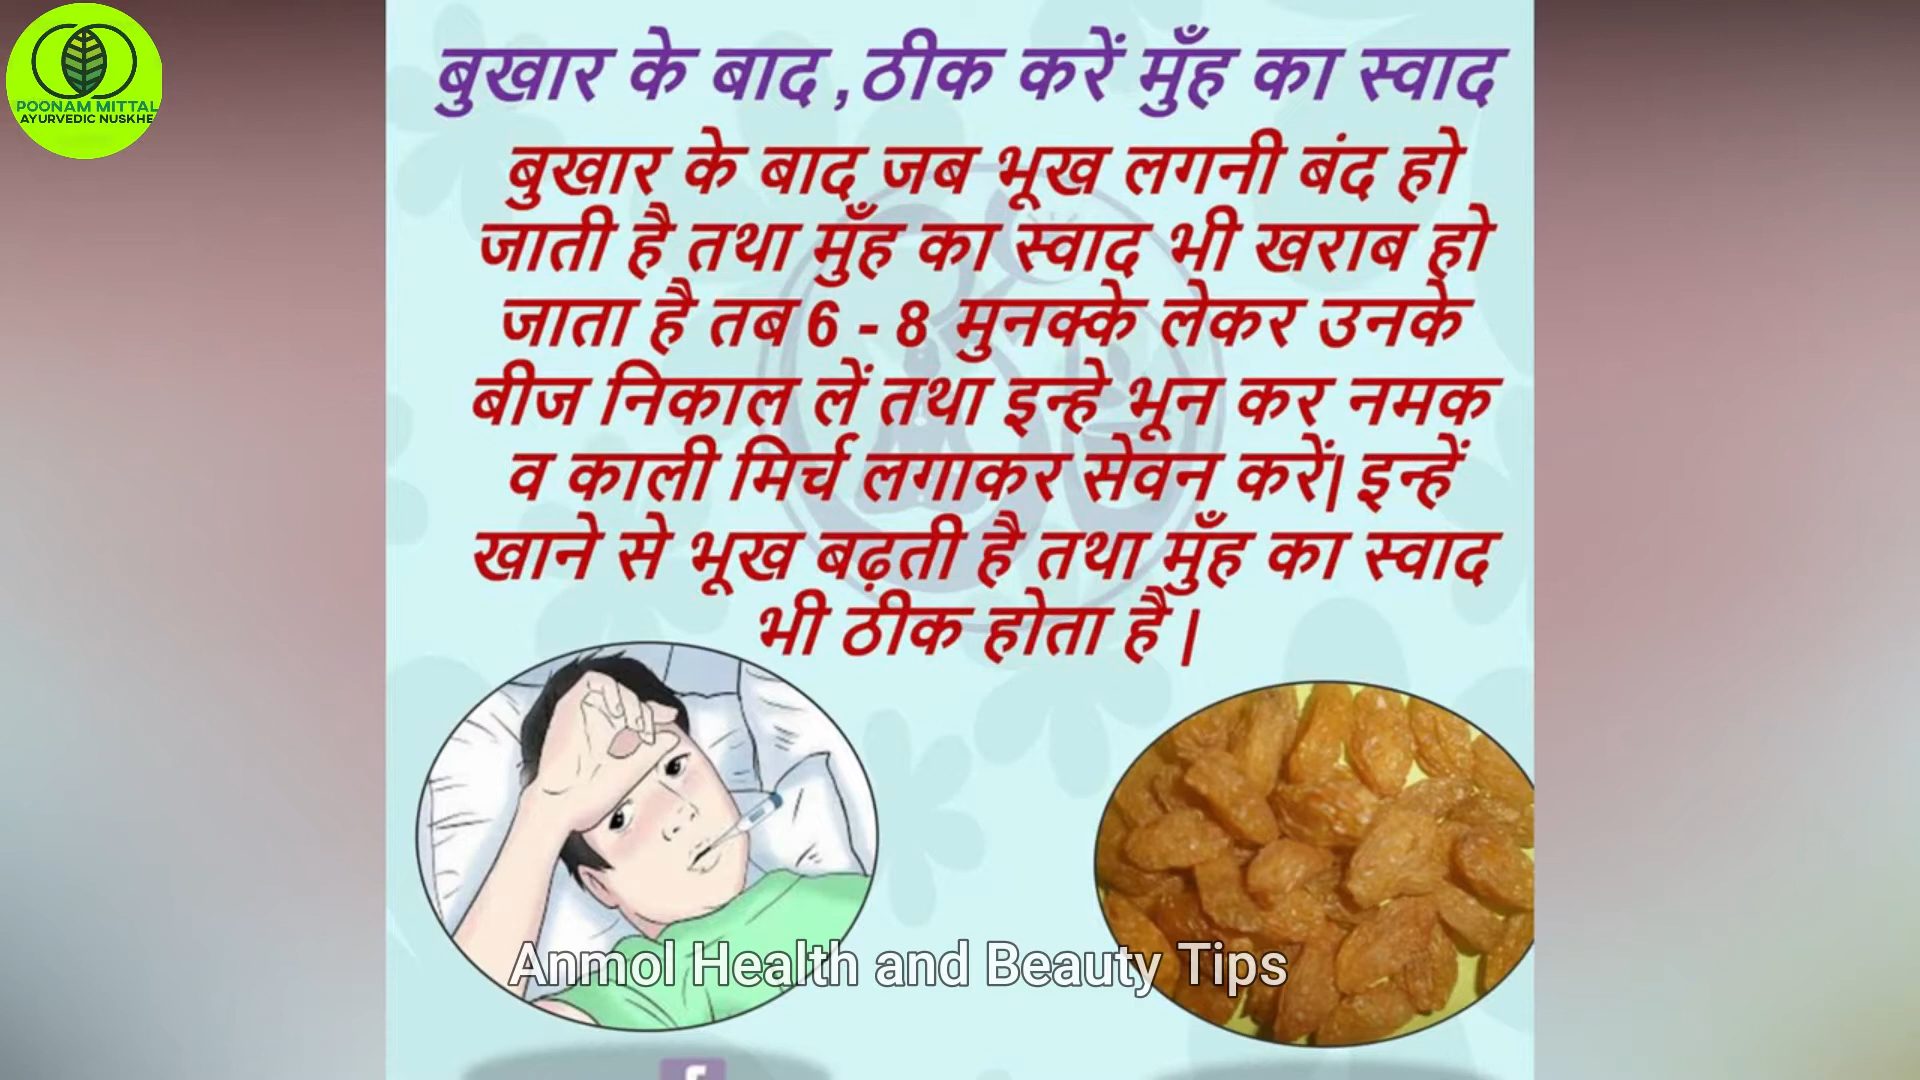 POONAM MITTAL
AYURVEDIC NUSKHE
बुखार के बाद ,ठीक करें मुँह का स्वाद
बुखार के बाद जब भूख लगनी बंद हो
जाती है तथा मुँह का स्वाद भी खराब हो
जाता है तब 6 - 8 मुनक्के लेकर उनके
बीज निकाल लें तथा इन्हे भून कर नमक
व काली मिर्च लगाकर सेवन करें| इन्हें
खाने से भूख बढ़ती है तथा मुँह का स्वाद
भी ठीक होता है |
Anmol Health and Beauty Tips